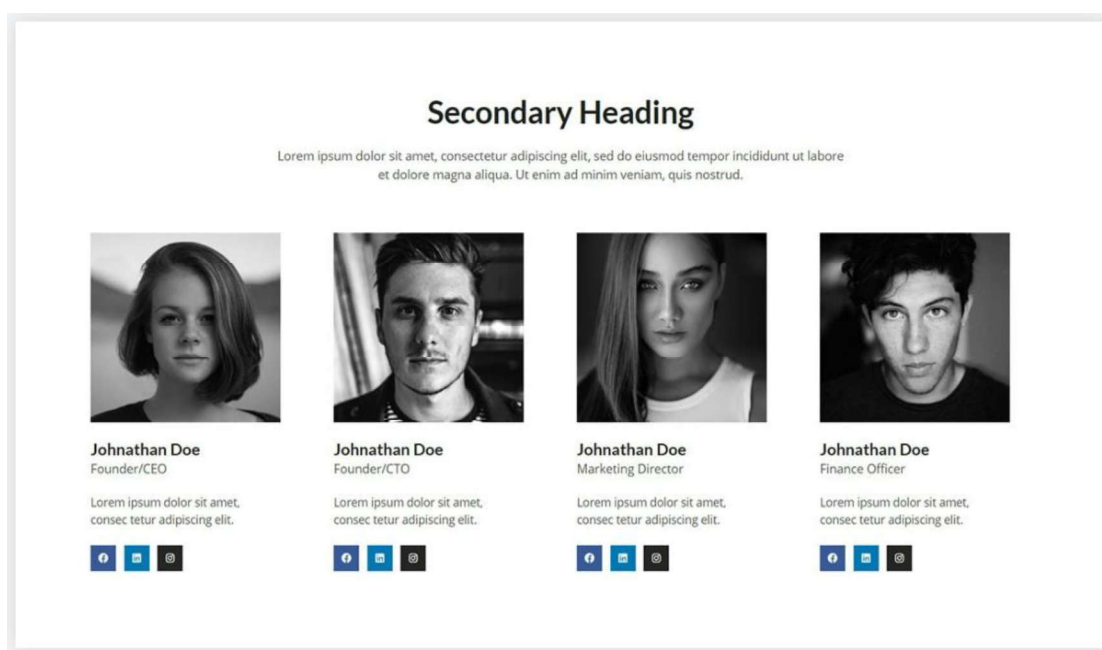 Secondary Heading
Lorem ipsum dolor sit amet, consectetur adipiscing elit, sed do eiusmod tempor incididunt ut labore
et dolore magna aliqua. Ut enim ad minim veniam, quis nostrud.
Johnathan Doe
Founder/CEO
Lorem ipsum dolor sit amet,
consec tetur adipiscing elit.
Johnathan Doe
Founder/CTO
Lorem ipsum dolor sit amet,
consec tetur adipiscing elit.
Johnathan Doe
Marketing Director
Lorem ipsum dolor sit amet,
consec tetur adipiscing elit.
Johnathan Doe
Finance Officer
Lorem ipsum dolor sit amet,
consec tetur adipiscing elit.